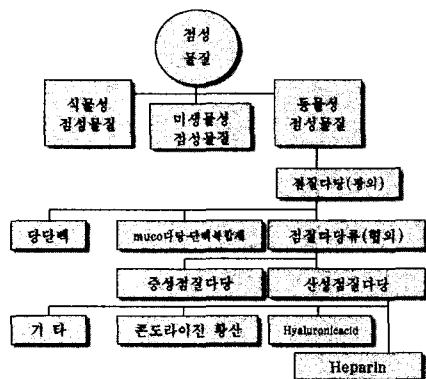 점성
물질
식물성
점성물질
미생물성
점성물질
동물성
점성물질
점질다당(광의)
당단백
muco다당·단백복합체
점질다당류(협의)
중성점질다당
산성점질다당
기 타
콘도라이진 황산
Hyaluronicacid
Heparin